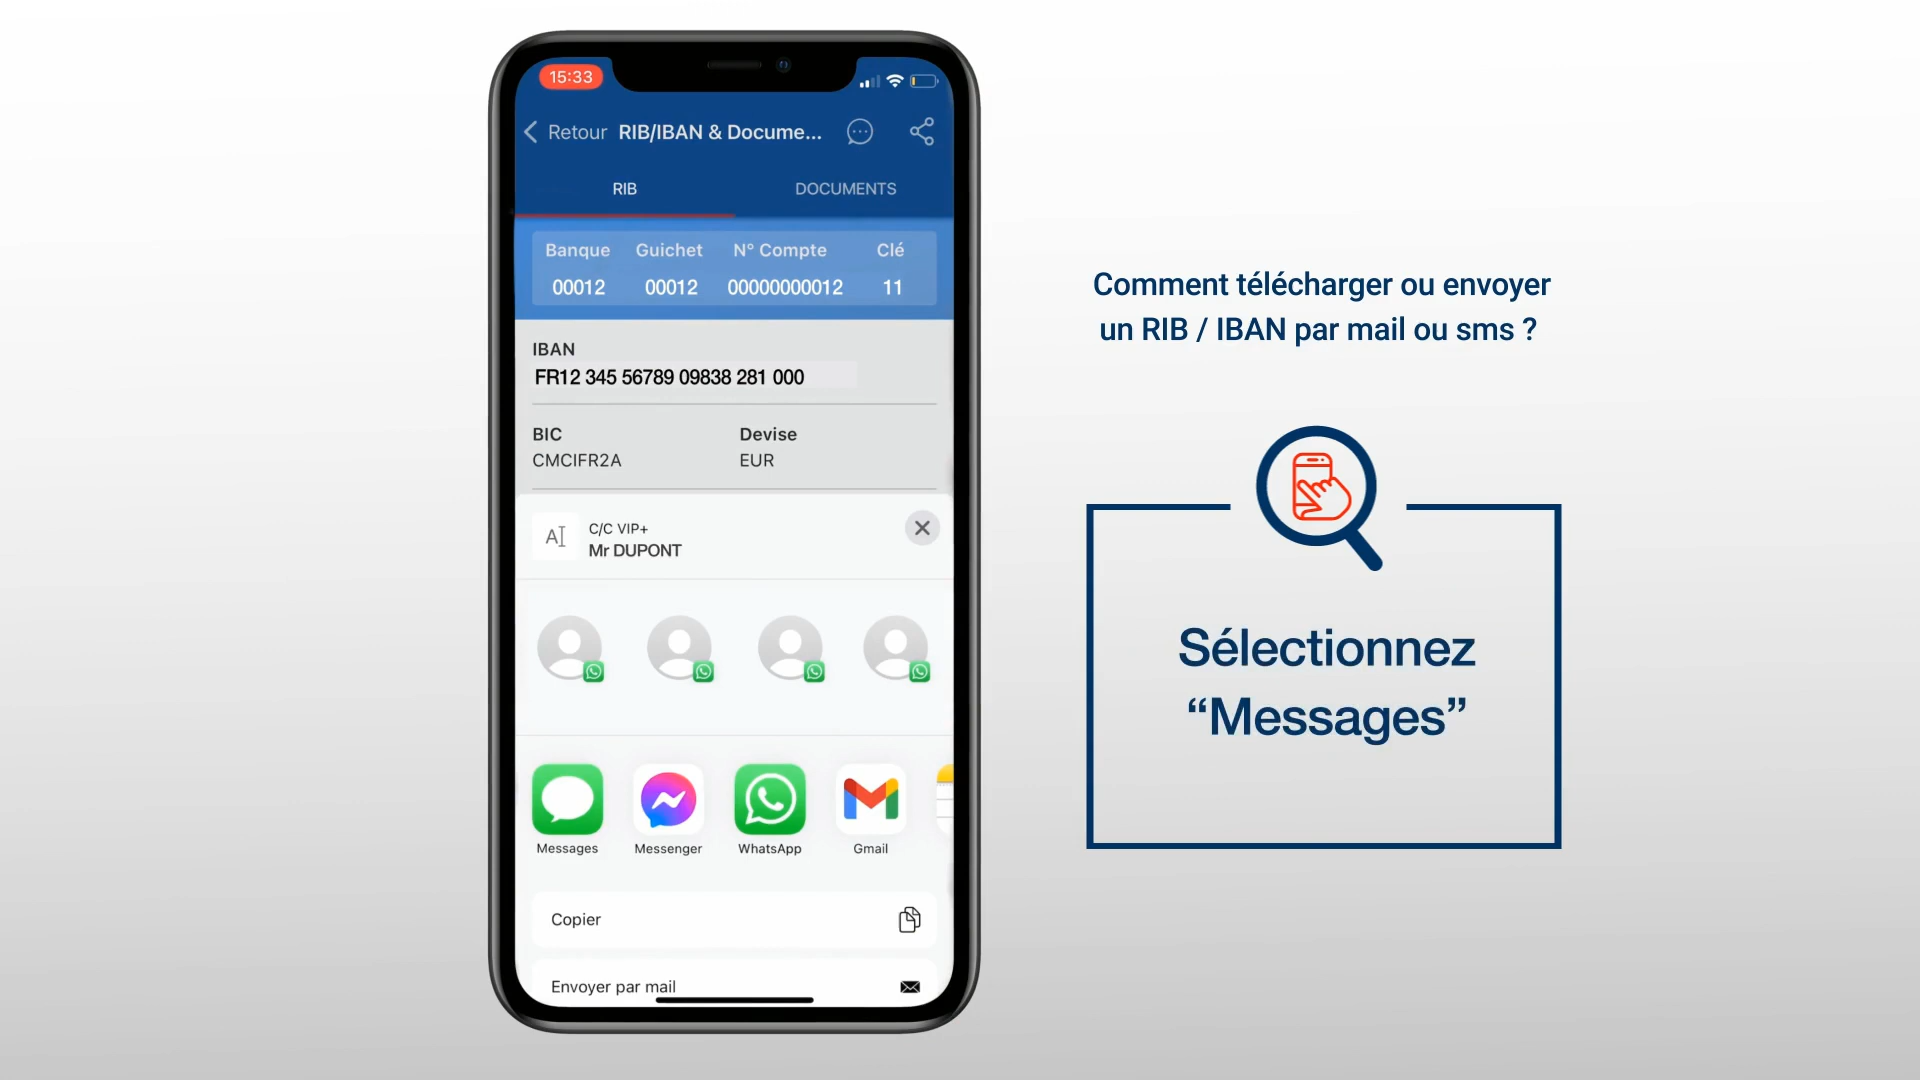 15:33
Retour RIB/IBAN & Docume...
RIB DOCUMENTS
Banque Guichet N° Compte Clé
00012 00012 00000000012 11
IBAN
FR12 345 56789 09838 281 000
BIC Devise
CMCIFR2A EUR
C/C VIP+
Mr DUPONT
Messages Messenger WhatsApp Gmail
Copier
Envoyer par mail
Comment télécharger ou envoyer
un RIB / IBAN par mail ou sms ?
Sélectionnez
“Messages”